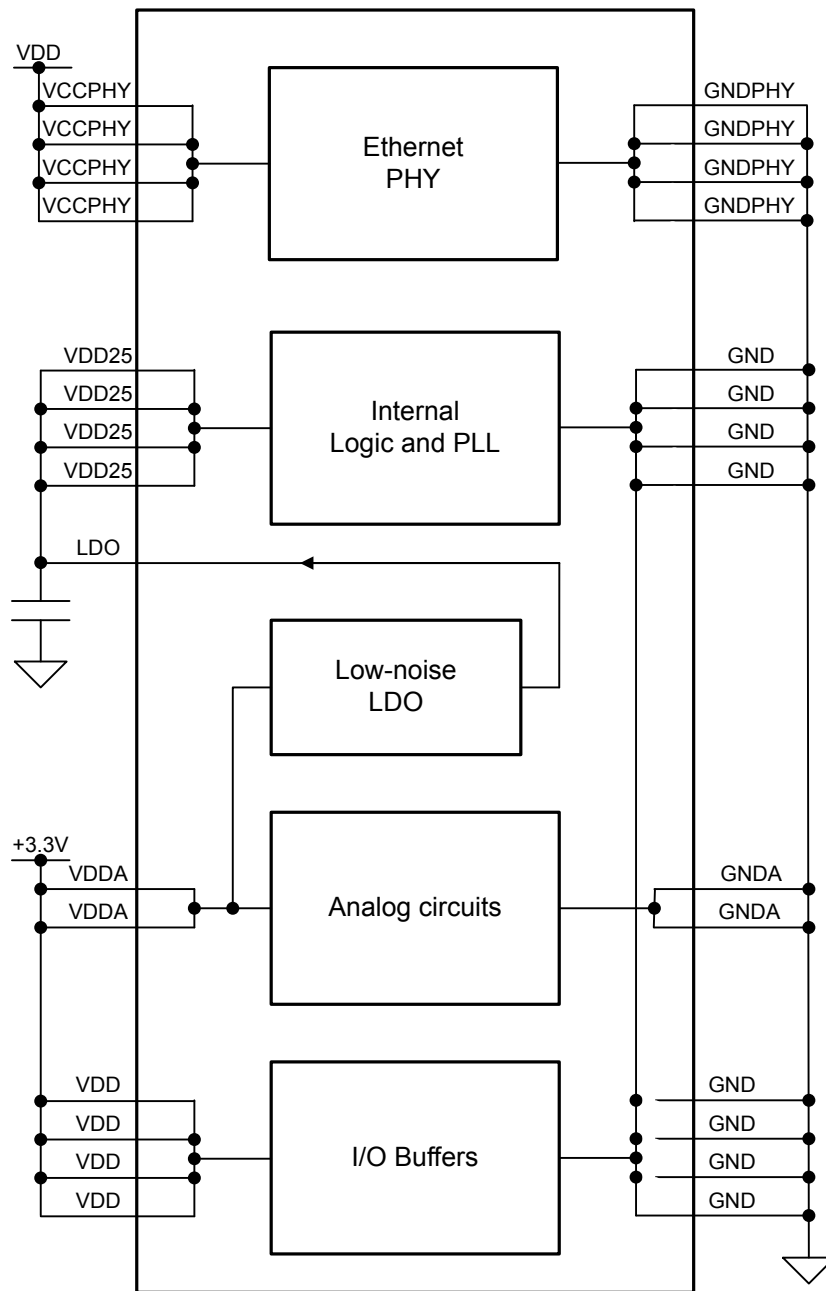 VDD
VCCPHY
VCCPHY
VCCPHY
VCCPHY
Ethernet
PHY
GNDPHY
GNDPHY
GNDPHY
GNDPHY
VDD25
VDD25
VDD25
VDD25
Internal
Logic and PLL
GND
GND
GND
GND
LDO
Low-noise
LDO
+3.3V
VDDA
VDDA
Analog circuits
GNDA
GNDA
VDD
VDD
VDD
VDD
I/O Buffers
GND
GND
GND
GND